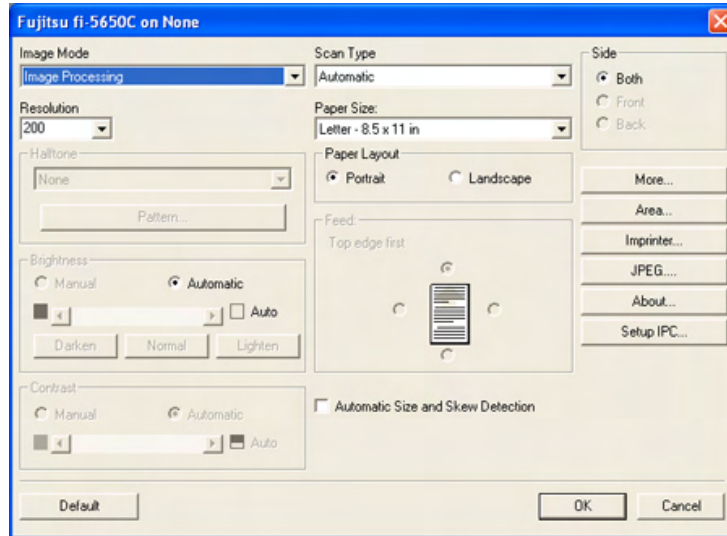 Fujitsu fi-5650C on None
Image Mode
Image Processing
Scan Type
Automatic
Side
Both
Front
Back
Resolution
200
Paper Size:
Letter - 8.5 x 11 in
Halftone
None
Pattern...
Paper Layout
Portrait Landscape
More...
Area...
Imprinter...
JPEG....
About...
Setup IPC...
Feed:
Top edge first
Brightness
Manual Automatic
Auto
Darken Normal Lighten
Contrast
Manual Automatic
Auto
Automatic Size and Skew Detection
Default OK Cancel